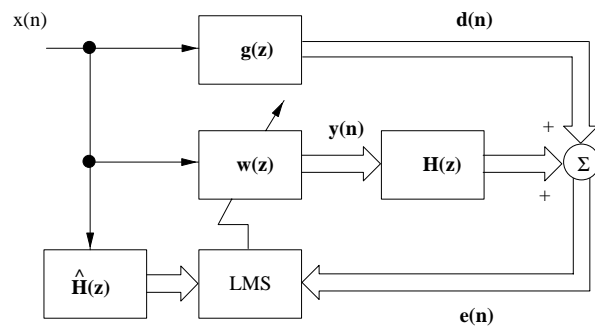 x(n)
d(n)
g(z)
y(n)
+
w(z)
H(z)
Σ
+
Ĥ(z)
LMS
e(n)